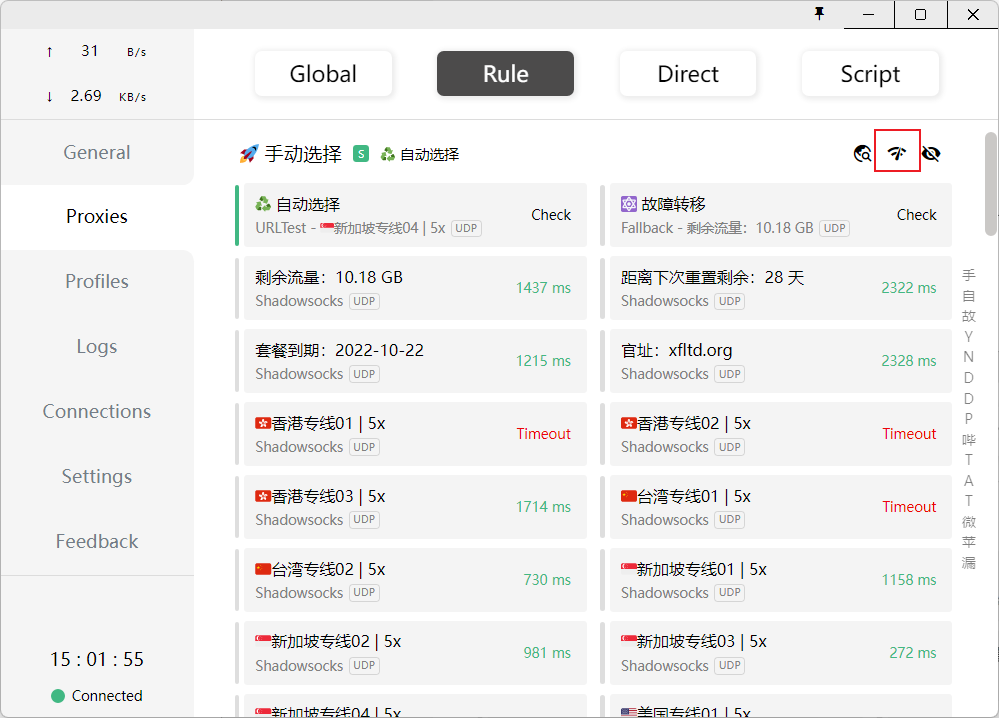 ↑ 31 B/s
↓ 2.69 KB/s
General
Proxies
Profiles
Logs
Connections
Settings
Feedback
15 : 01 : 55
Connected
Global Rule Direct Script
手动选择 S 自动选择
自动选择
URLTest - 新加坡专线04 | 5x UDP
Check
故障转移
Fallback - 剩余流量：10.18 GB UDP
Check
剩余流量：10.18 GB
Shadowsocks UDP
1437 ms
距离下次重置剩余：28 天
Shadowsocks UDP
2322 ms
套餐到期：2022-10-22
Shadowsocks UDP
1215 ms
官址：xfltd.org
Shadowsocks UDP
2328 ms
香港专线01 | 5x
Shadowsocks UDP
Timeout
香港专线02 | 5x
Shadowsocks UDP
Timeout
香港专线03 | 5x
Shadowsocks UDP
1714 ms
台湾专线01 | 5x
Shadowsocks UDP
Timeout
台湾专线02 | 5x
Shadowsocks UDP
730 ms
新加坡专线01 | 5x
Shadowsocks UDP
1158 ms
新加坡专线02 | 5x
Shadowsocks UDP
981 ms
新加坡专线03 | 5x
Shadowsocks UDP
272 ms
新加坡专线04 | 5x
美国专线01 | 5x
手
自
故
Y
N
D
D
P
哔
T
A
T
微
苹
漏